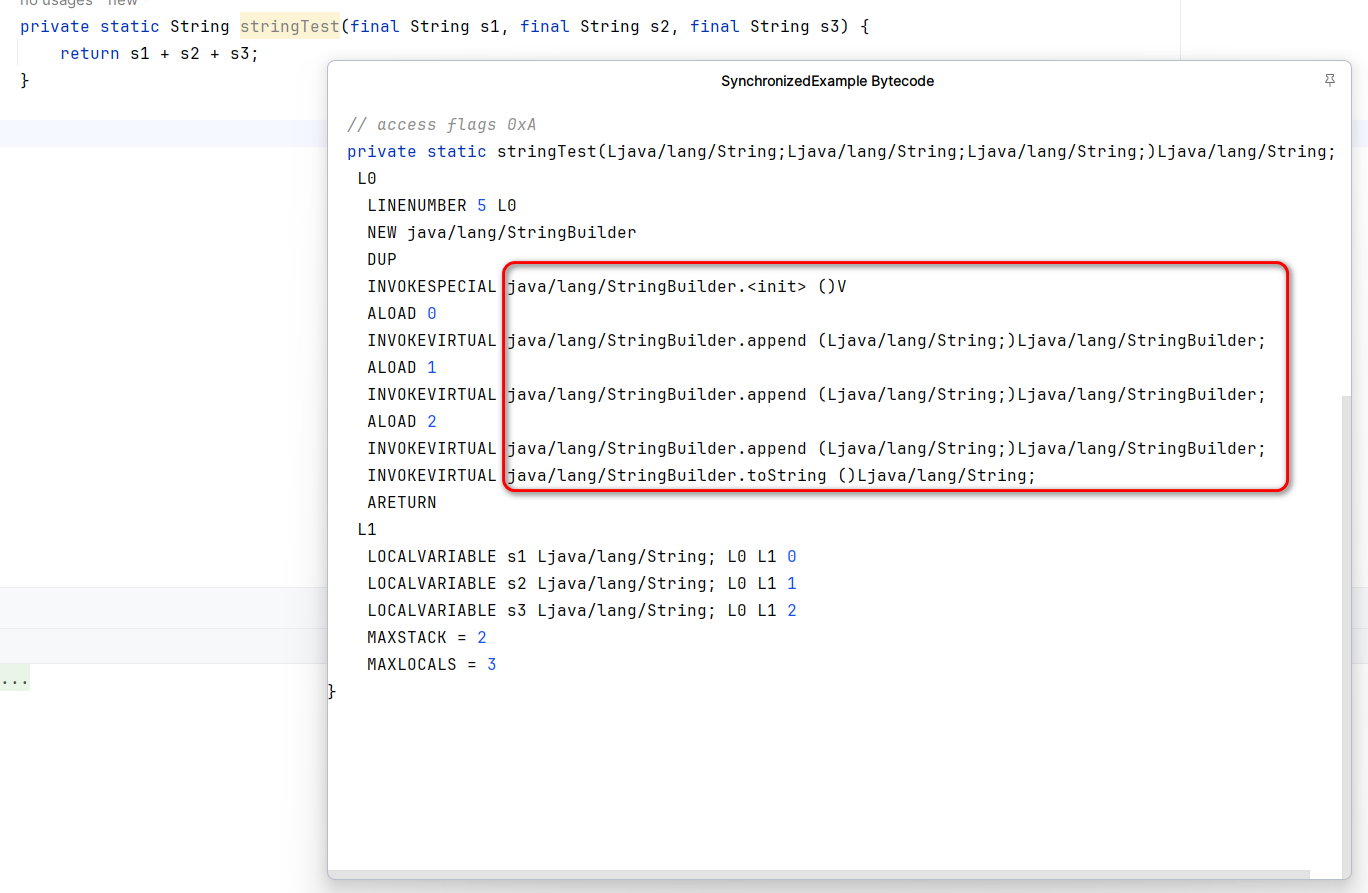 no usages new
private static String stringTest(final String s1, final String s2, final String s3) {
return s1 + s2 + s3;
}
SynchronizedExample Bytecode
// access flags 0xA
private static stringTest(Ljava/lang/String;Ljava/lang/String;Ljava/lang/String;)Ljava/lang/String;
L0
LINENUMBER 5 L0
NEW java/lang/StringBuilder
DUP
INVOKESPECIAL java/lang/StringBuilder.<init> ()V
ALOAD 0
INVOKEVIRTUAL java/lang/StringBuilder.append (Ljava/lang/String;)Ljava/lang/StringBuilder;
ALOAD 1
INVOKEVIRTUAL java/lang/StringBuilder.append (Ljava/lang/String;)Ljava/lang/StringBuilder;
ALOAD 2
INVOKEVIRTUAL java/lang/StringBuilder.append (Ljava/lang/String;)Ljava/lang/StringBuilder;
INVOKEVIRTUAL java/lang/StringBuilder.toString ()Ljava/lang/String;
ARETURN
L1
LOCALVARIABLE s1 Ljava/lang/String; L0 L1 0
LOCALVARIABLE s2 Ljava/lang/String; L0 L1 1
LOCALVARIABLE s3 Ljava/lang/String; L0 L1 2
MAXSTACK = 2
MAXLOCALS = 3
}
...